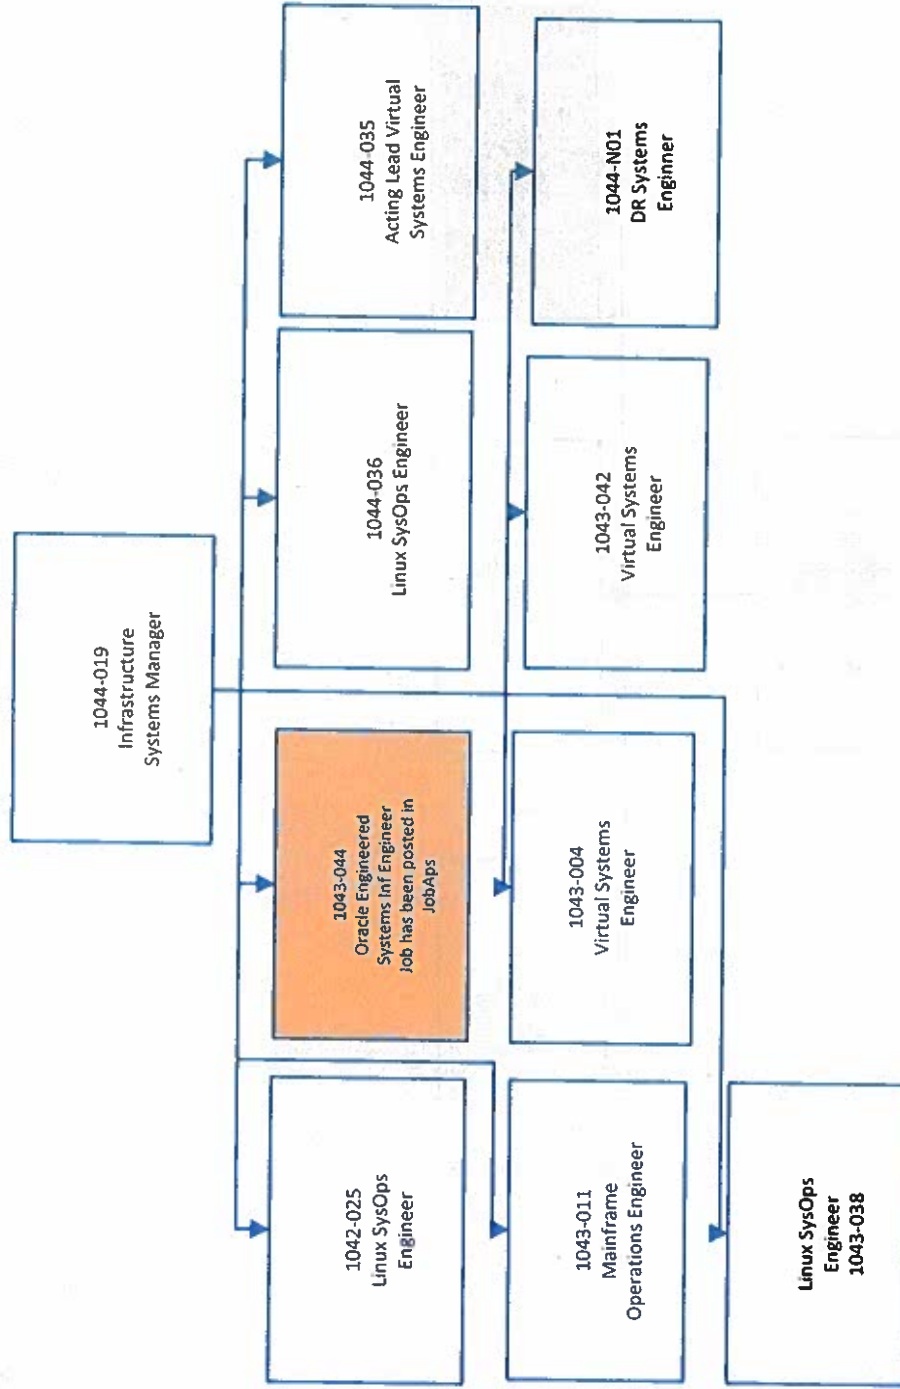 1044-019
Infrastructure
Systems Manager
1042-025
Linux SysOps
Engineer
1043-044
Oracle Engineered
Systems Inf Engineer
Job has been posted in
JobAps
1044-036
Linux SysOps Engineer
1044-035
Acting Lead Virtual
Systems Engineer
1043-011
Mainframe
Operations Engineer
1043-004
Virtual Systems
Engineer
1043-042
Virtual Systems
Engineer
1044-N01
DR Systems
Enginner
Linux SysOps
Engineer
1043-038